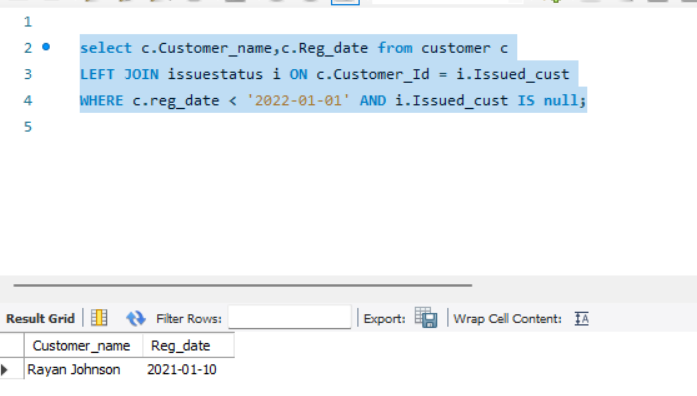 1
2 select c.Customer_name,c.Reg_date from customer c
3 LEFT JOIN issuestatus i ON c.Customer_Id = i.Issued_cust
4 WHERE c.reg_date < '2022-01-01' AND i.Issued_cust IS null;
5
Result Grid Filter Rows: Export: Wrap Cell Content: IA
Customer_name Reg_date
Rayan Johnson 2021-01-10